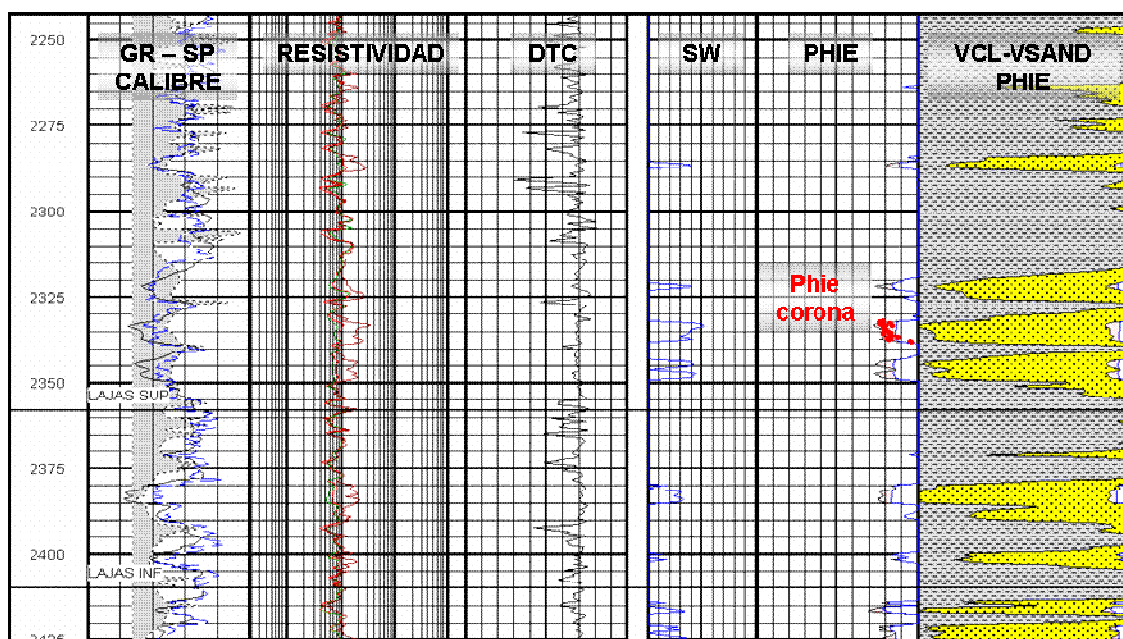 GR – SP
CALIBRE
RESISTIVIDAD
DTC
SW
PHIE
VCL-VSAND
PHIE
2250
2275
2300
2325
Phie
corona
2350
LAJAS SUP
2375
2400
LAJAS INF
2425